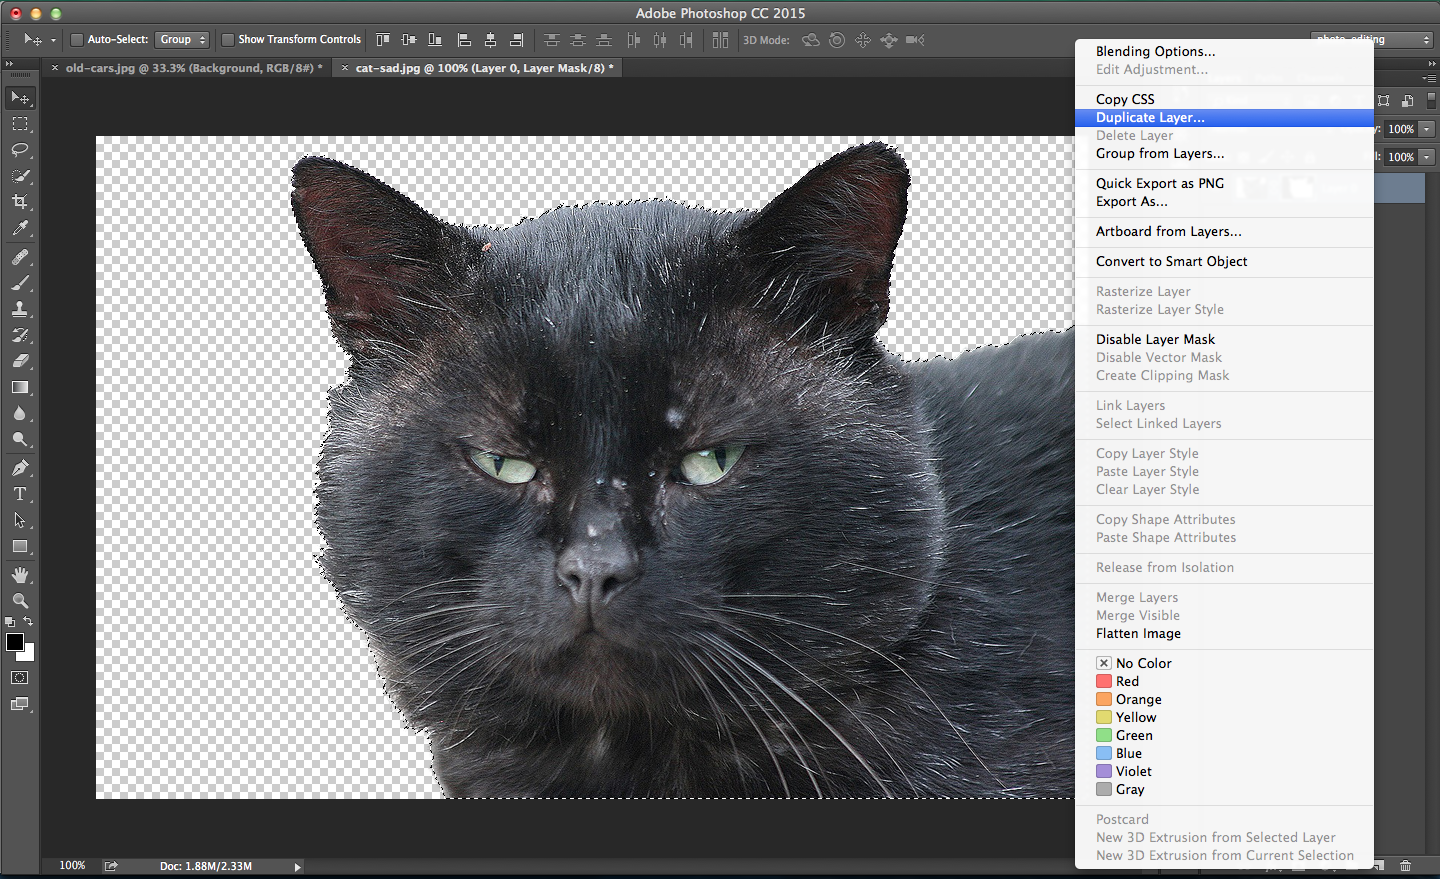 Adobe Photoshop CC 2015
Auto-Select: Group Show Transform Controls 3D Mode: photo_editing
old-cars.jpg @ 33.3% (Background, RGB/8#) * cat-sad.jpg @ 100% (Layer 0, Layer Mask/8) *
Blending Options...
Edit Adjustment...
Copy CSS
Duplicate Layer...
100%
Delete Layer
Group from Layers...
100%
Quick Export as PNG
Export As...
Artboard from Layers...
Convert to Smart Object
Rasterize Layer
Rasterize Layer Style
Disable Layer Mask
Disable Vector Mask
Create Clipping Mask
Link Layers
Select Linked Layers
Copy Layer Style
Paste Layer Style
Clear Layer Style
Copy Shape Attributes
Paste Shape Attributes
Release from Isolation
Merge Layers
Merge Visible
Flatten Image
No Color
Red
Orange
Yellow
Green
Blue
Violet
Gray
Postcard
New 3D Extrusion from Selected Layer
New 3D Extrusion from Current Selection
100% Doc: 1.88M/2.33M